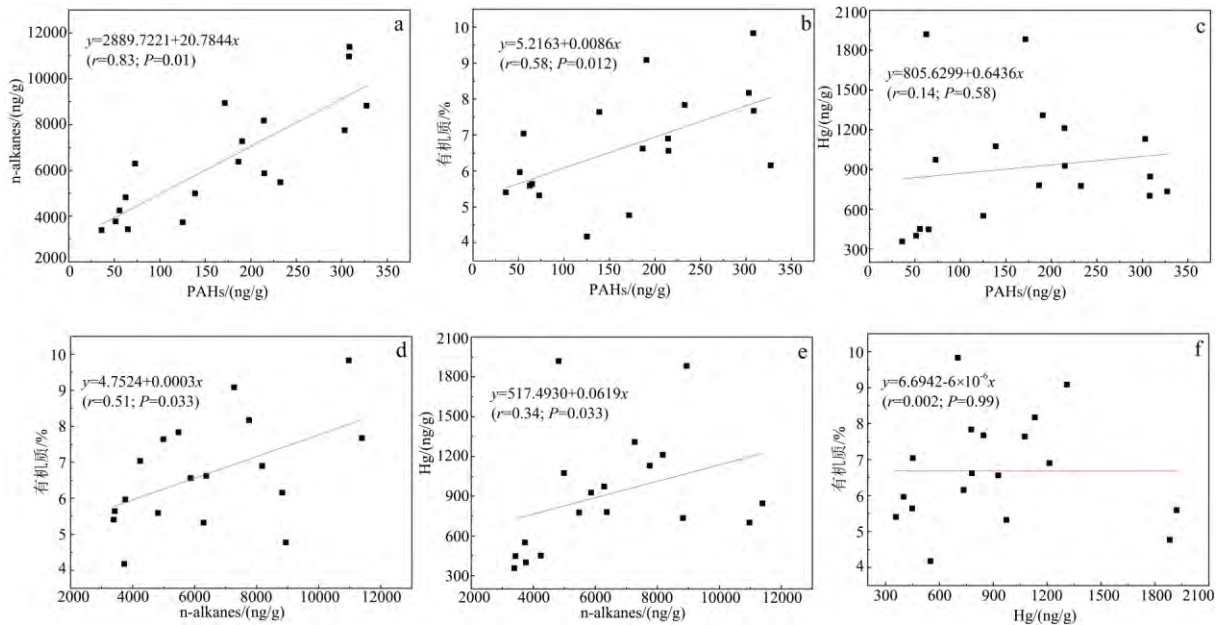 a
y=2889.7221+20.7844x
(r=0.83; P=0.01)
n-alkanes/(ng/g)
12000
10000
8000
6000
4000
2000
0 50 100 150 200 250 300 350
PAHs/(ng/g)
b
y=5.2163+0.0086x
(r=0.58; P=0.012)
有机质/%
10
9
8
7
6
5
4
0 50 100 150 200 250 300 350
PAHs/(ng/g)
c
y=805.6299+0.6436x
(r=0.14; P=0.58)
Hg/(ng/g)
2100
1800
1500
1200
900
600
300
0 50 100 150 200 250 300 350
PAHs/(ng/g)
d
y=4.7524+0.0003x
(r=0.51; P=0.033)
有机质/%
10
9
8
7
6
5
4
2000 4000 6000 8000 10000 12000
n-alkanes/(ng/g)
e
y=517.4930+0.0619x
(r=0.34; P=0.033)
Hg/(ng/g)
2100
1800
1500
1200
900
600
300
2000 4000 6000 8000 10000 12000
n-alkanes/(ng/g)
f
y=6.6942-6×10⁻⁶x
(r=0.002; P=0.99)
有机质/%
10
9
8
7
6
5
4
300 600 900 1200 1500 1800 2100
Hg/(ng/g)